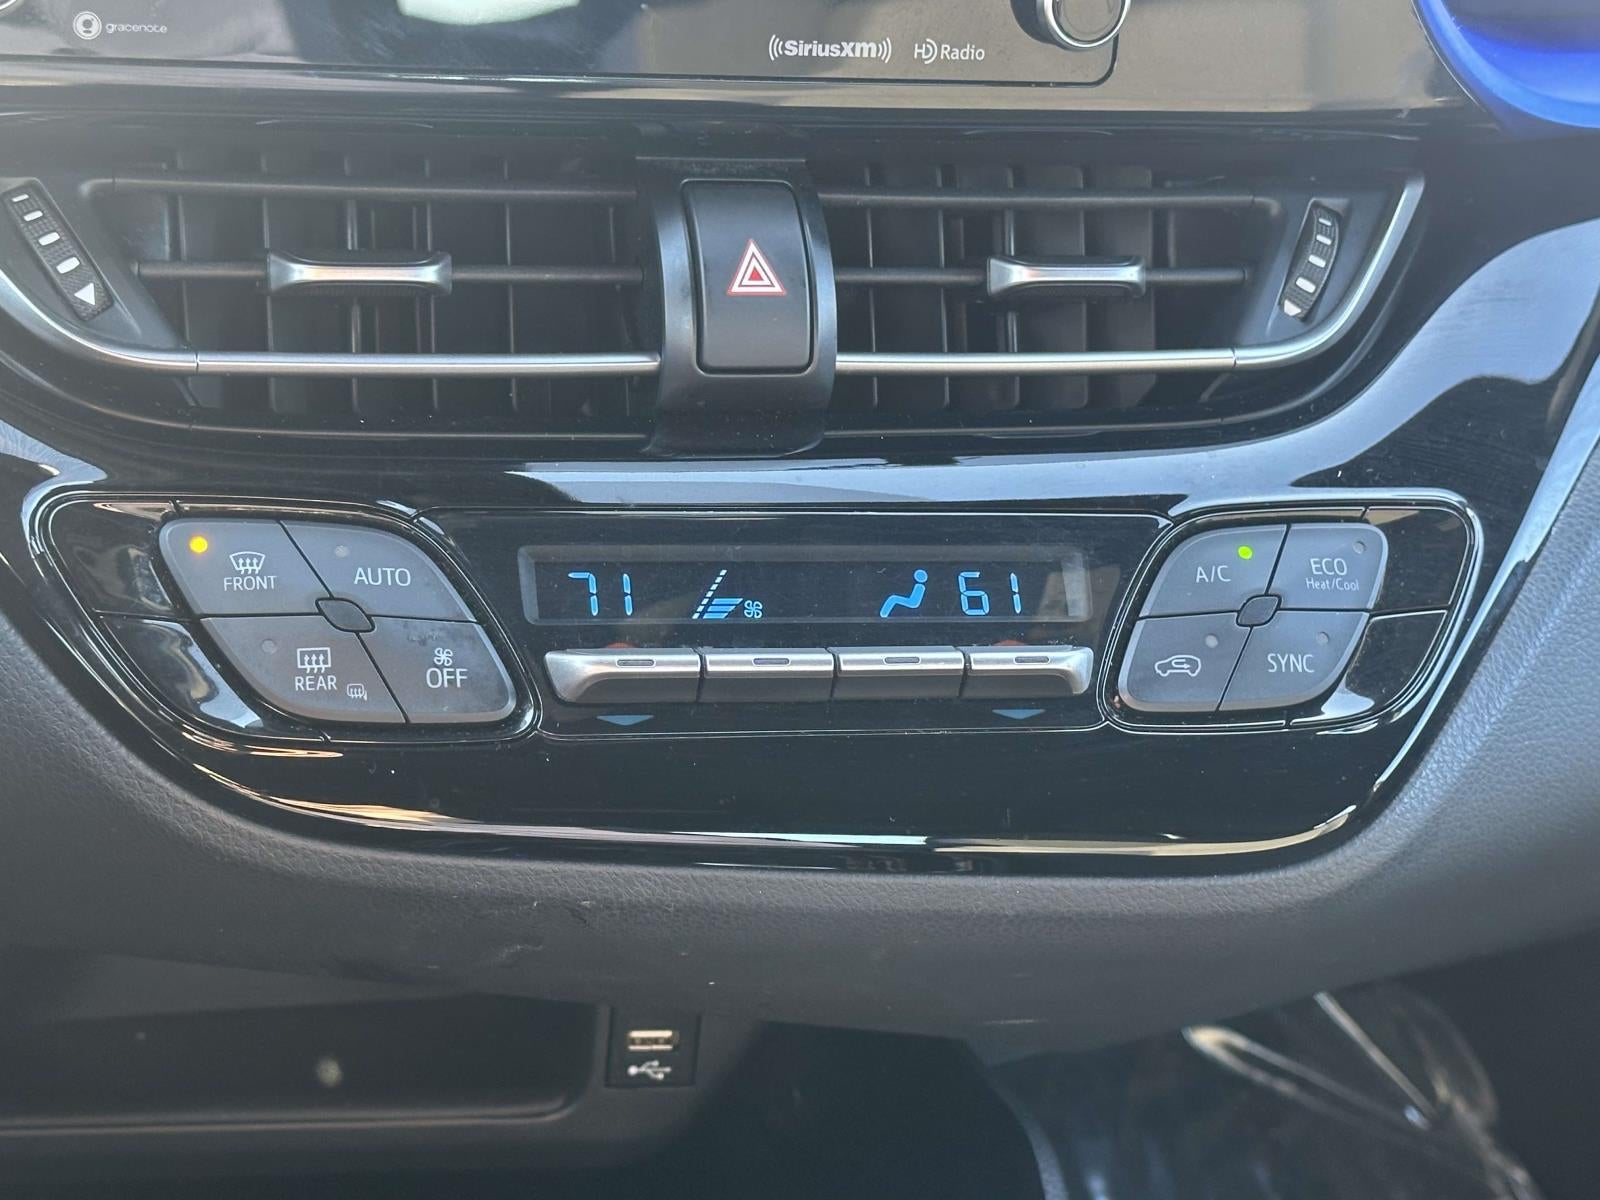 gracenote
SiriusXM HD Radio
FRONT AUTO
REAR OFF
71 61
A/C ECO
Heat/Cool
SYNC